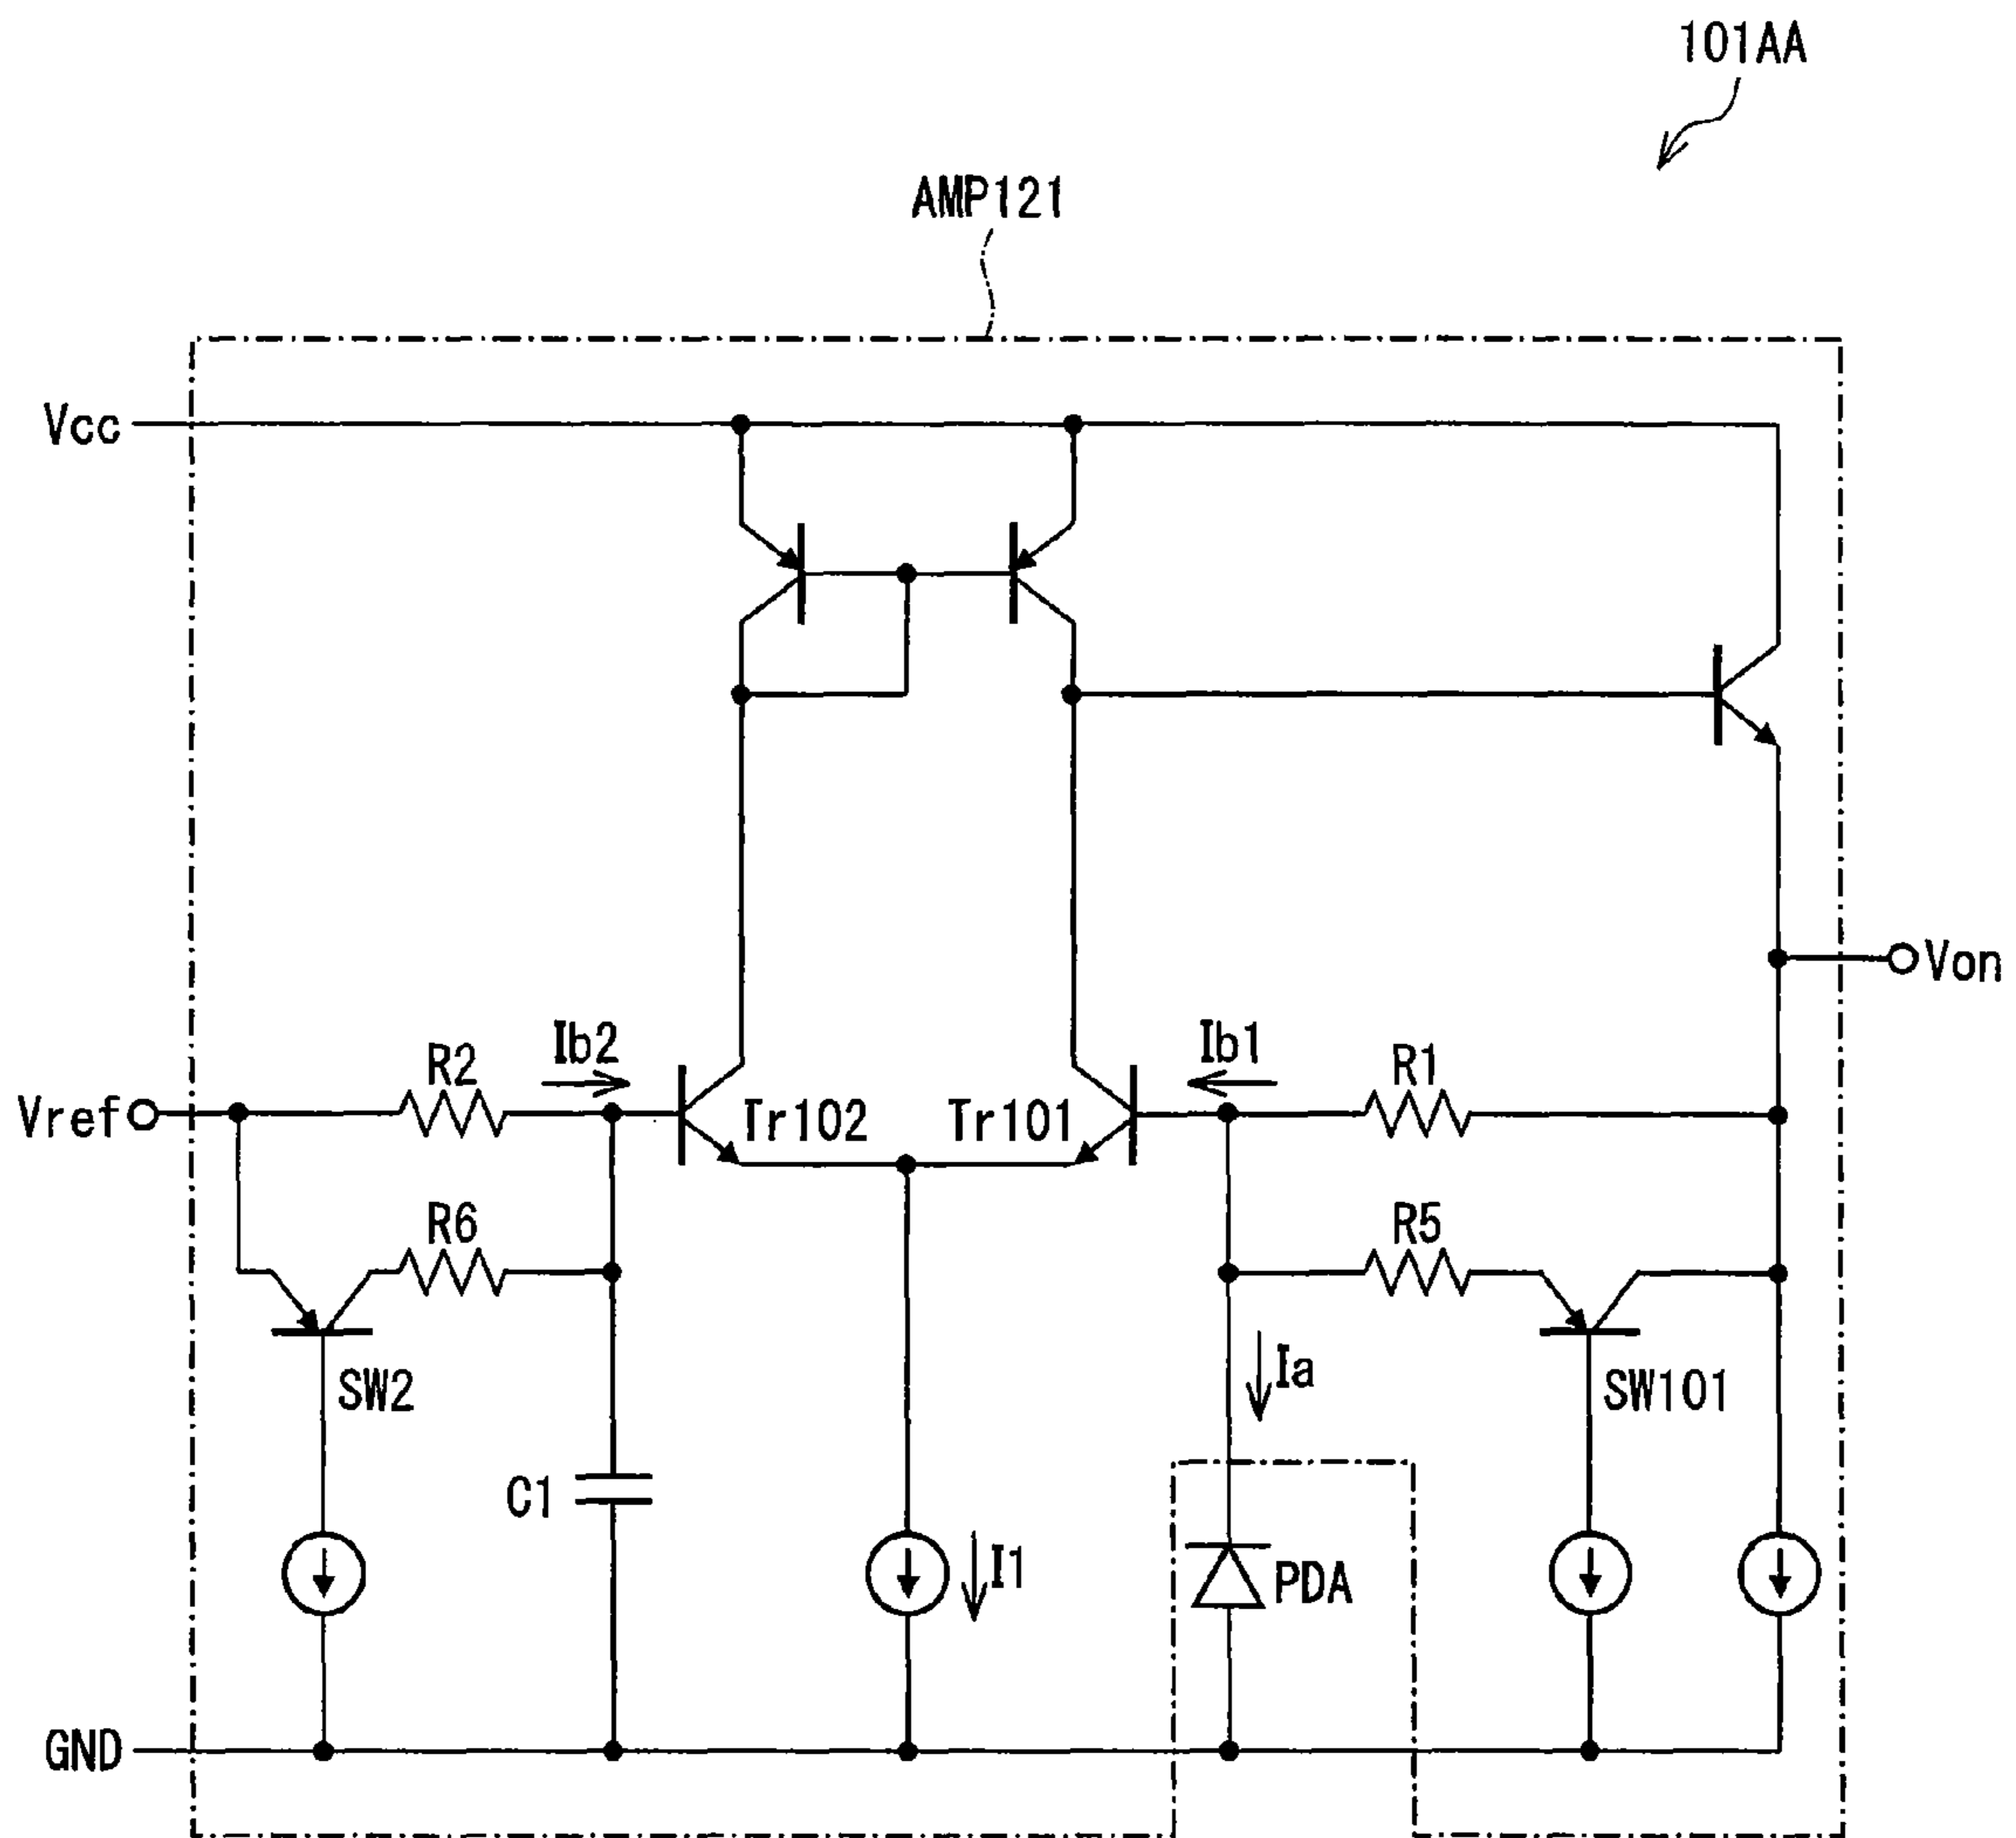 101AA
AMP121
Vcc
Von
Ib2
Ib1
R2
R1
Vref
Tr102
Tr101
R6
R5
Ia
SW2
SW101
C1
I1
PDA
GND